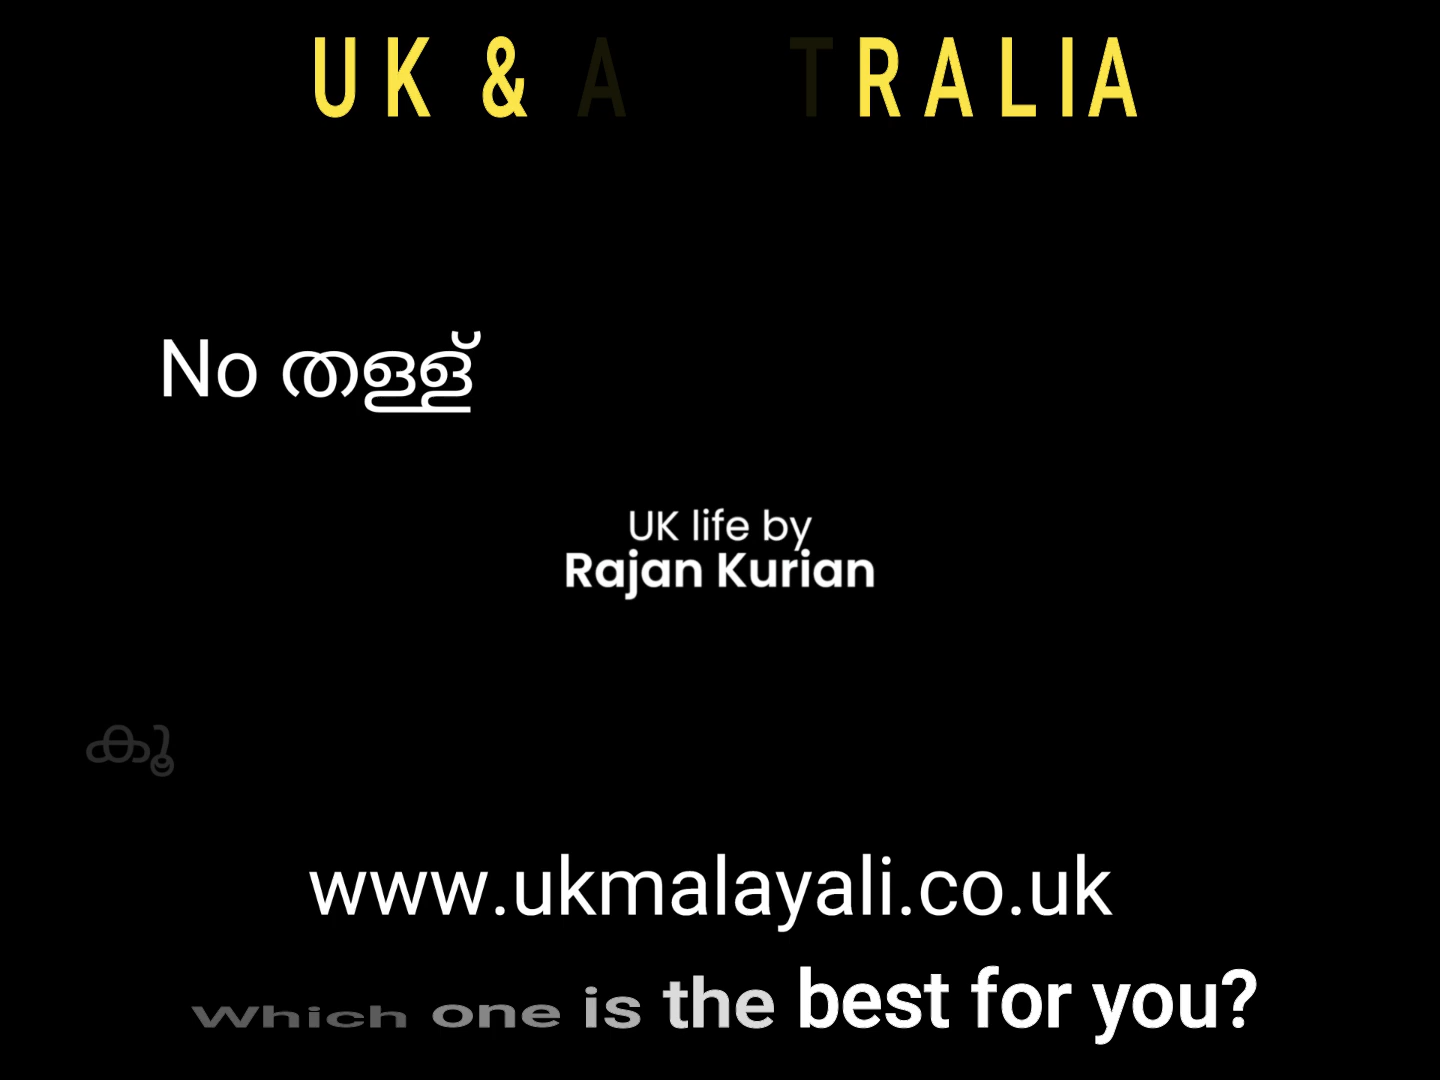 UK & A TRALIA
No തള്ള്
UK life by
Rajan Kurian
കൂ
www.ukmalayali.co.uk
Which one is the best for you?